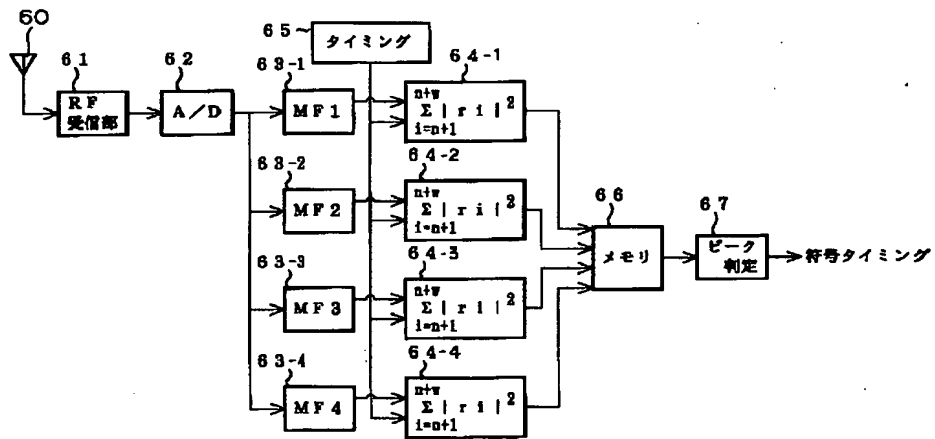 60
65
タイミング
61
62
63-1
64-1
RF
受信部
A/D
MF1
n+w
Σ|ri|²
i=n+1
63-2
64-2
MF2
n+w
Σ|ri|²
i=n+1
66
67
メモリ
ピーク
判定
符号タイミング
63-3
64-3
MF3
n+w
Σ|ri|²
i=n+1
63-4
64-4
MF4
n+w
Σ|ri|²
i=n+1